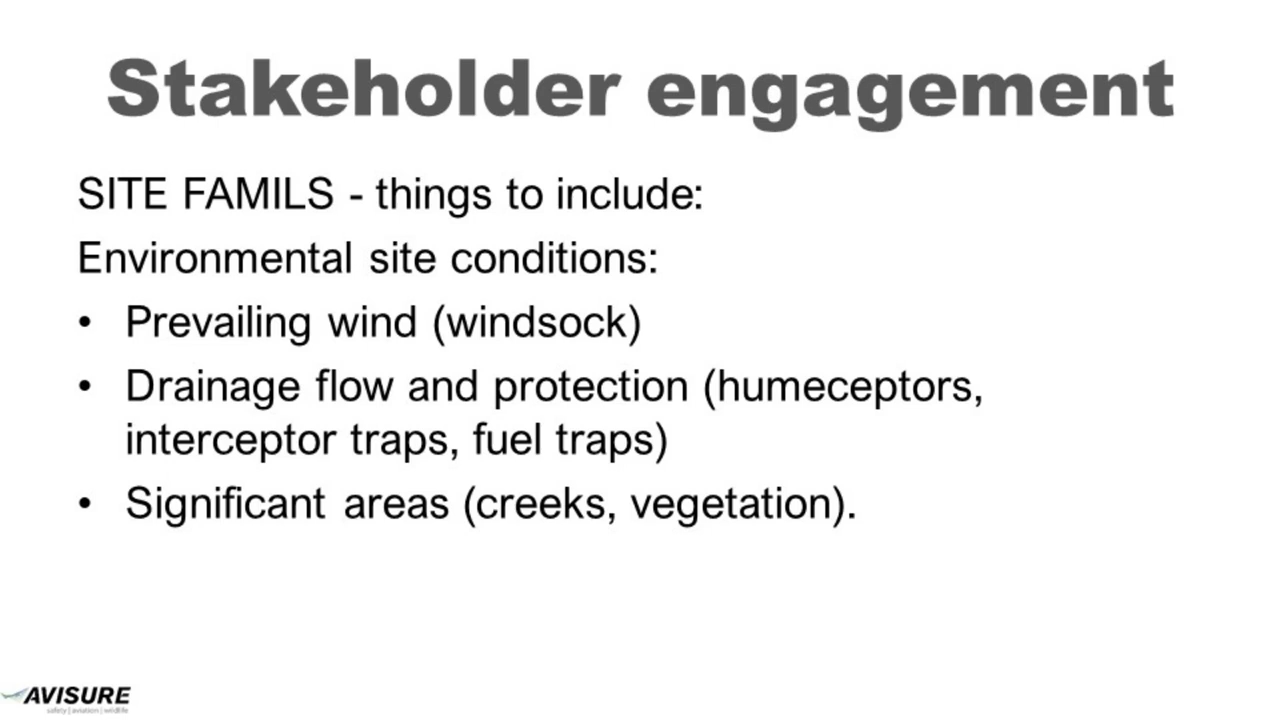 Stakeholder engagement
SITE FAMILS - things to include:
Environmental site conditions:
• Prevailing wind (windsock)
• Drainage flow and protection (humeceptors,
interceptor traps, fuel traps)
• Significant areas (creeks, vegetation).
AVISURE
safety | aviation | wildlife